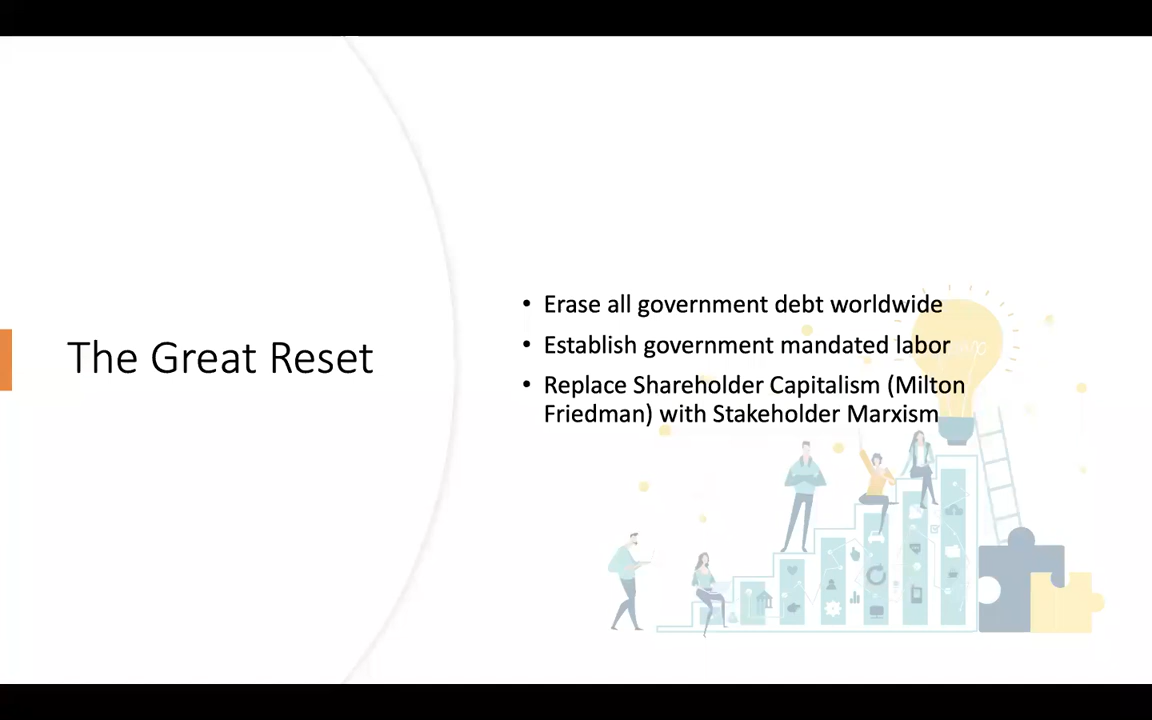 The Great Reset
• Erase all government debt worldwide
• Establish government mandated labor
• Replace Shareholder Capitalism (Milton
Friedman) with Stakeholder Marxism